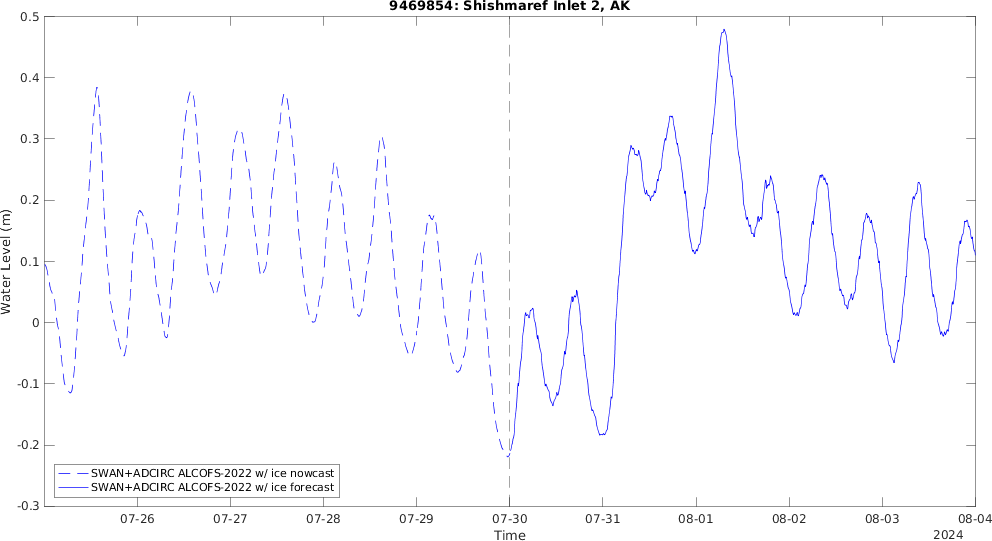 9469854: Shishmaref Inlet 2, AK
Water Level (m)
0.5
0.4
0.3
0.2
0.1
0
-0.1
-0.2
-0.3
SWAN+ADCIRC ALCOFS-2022 w/ ice nowcast
SWAN+ADCIRC ALCOFS-2022 w/ ice forecast
07-26 07-27 07-28 07-29 07-30 07-31 08-01 08-02 08-03 08-04
Time
2024